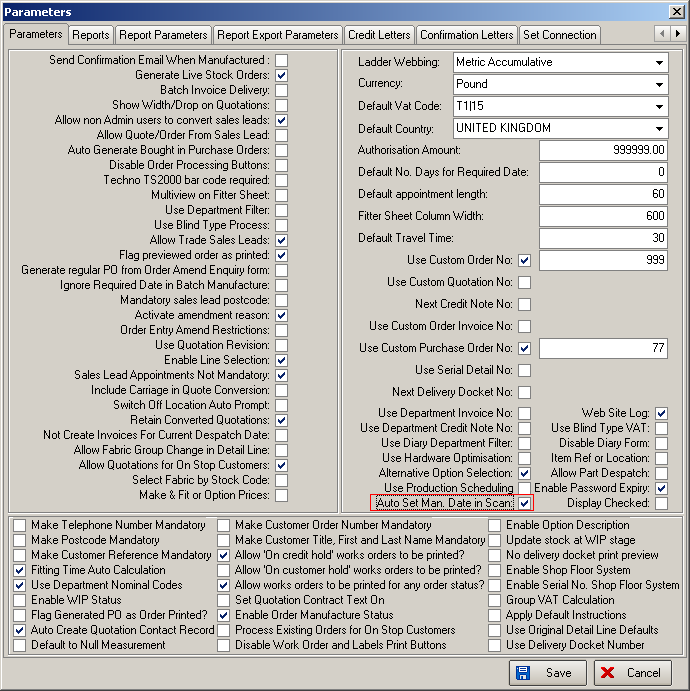 Parameters
Parameters Reports Report Parameters Report Export Parameters Credit Letters Confirmation Letters Set Connection
Send Confirmation Email When Manufactured :
Generate Live Stock Orders:
Batch Invoice Delivery:
Show Width/Drop on Quotations:
Allow non Admin users to convert sales leads:
Allow Quote/Order From Sales Lead:
Auto Generate Bought in Purchase Orders:
Disable Order Processing Buttons:
Techno TS2000 bar code required:
Multiview on Fitter Sheet:
Use Department Filter:
Use Blind Type Process:
Allow Trade Sales Leads:
Flag previewed order as printed:
Generate regular PO from Order Amend Enquiry form:
Ignore Required Date in Batch Manufacture:
Mandatory sales lead postcode:
Activate amendment reason:
Order Entry Amend Restrictions:
Use Quotation Revision:
Enable Line Selection:
Sales Lead Appointments Not Mandatory:
Include Carriage in Quote Conversion:
Switch Off Location Auto Prompt:
Retain Converted Quotations:
Not Create Invoices For Current Despatch Date:
Allow Fabric Group Change in Detail Line:
Allow Quotations for On Stop Customers:
Select Fabric by Stock Code:
Make & Fit or Option Prices:
Ladder Webbing: Metric Accumulative
Currency: Pound
Default Vat Code: T1|15
Default Country: UNITED KINGDOM
Authorisation Amount: 999999.00
Default No. Days for Required Date: 0
Default appointment length: 60
Fitter Sheet Column Width: 600
Default Travel Time: 30
Use Custom Order No: 999
Use Custom Quotation No:
Next Credit Note No:
Use Custom Order Invoice No:
Use Custom Purchase Order No: 77
Use Serial Detail No:
Next Delivery Docket No:
Use Department Invoice No: Web Site Log:
Use Department Credit Note No: Use Blind Type VAT:
Use Diary Department Filter: Disable Diary Form:
Use Hardware Optimisation: Item Ref or Location:
Alternative Option Selection: Allow Part Despatch:
Use Production Scheduling Enable Password Expiry:
Auto Set Man. Date in Scan: Display Checked:
Make Telephone Number Mandatory Make Customer Order Number Mandatory Enable Option Description
Make Postcode Mandatory Make Customer Title, First and Last Name Mandatory Update stock at WIP stage
Make Customer Reference Mandatory Allow 'On credit hold' works orders to be printed? No delivery docket print preview
Fitting Time Auto Calculation Allow 'On customer hold' works orders to be printed? Enable Shop Floor System
Use Department Nominal Codes Allow works orders to be printed for any order status? Enable Serial No. Shop Floor System
Enable WIP Status Set Quotation Contract Text On Group VAT Calculation
Flag Generated PO as Order Printed? Enable Order Manufacture Status Apply Default Instructions
Auto Create Quotation Contact Record Process Existing Orders for On Stop Customers Use Original Detail Line Defaults
Default to Null Measurement Disable Work Order and Labels Print Buttons Use Delivery Docket Number
Save Cancel